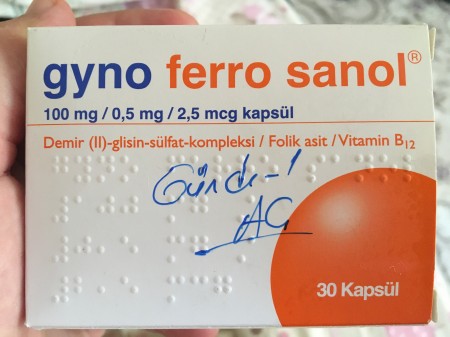 gyno ferro sanol®
100 mg / 0,5 mg / 2,5 mcg kapsül
Demir (II)-glisin-sülfat-kompleksi / Folik asit / Vitamin B₁₂
Günde-1
AG
30 Kapsül